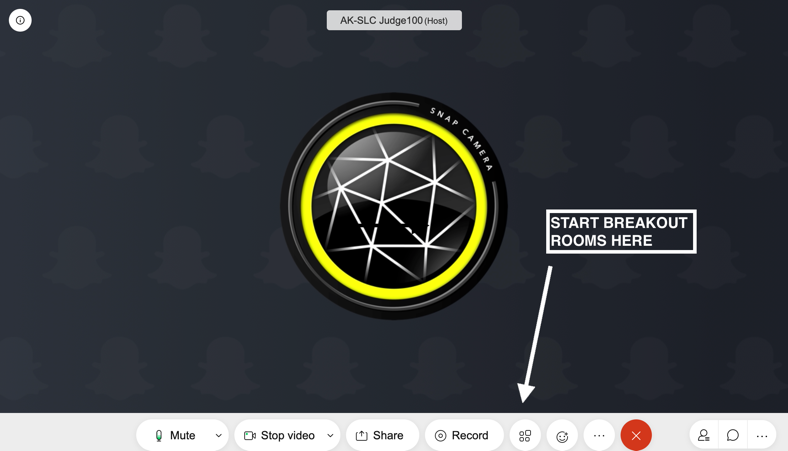 AK-SLC Judge100 (Host)
SNAP CAMERA
START BREAKOUT
ROOMS HERE
Mute
Stop video
Share
Record